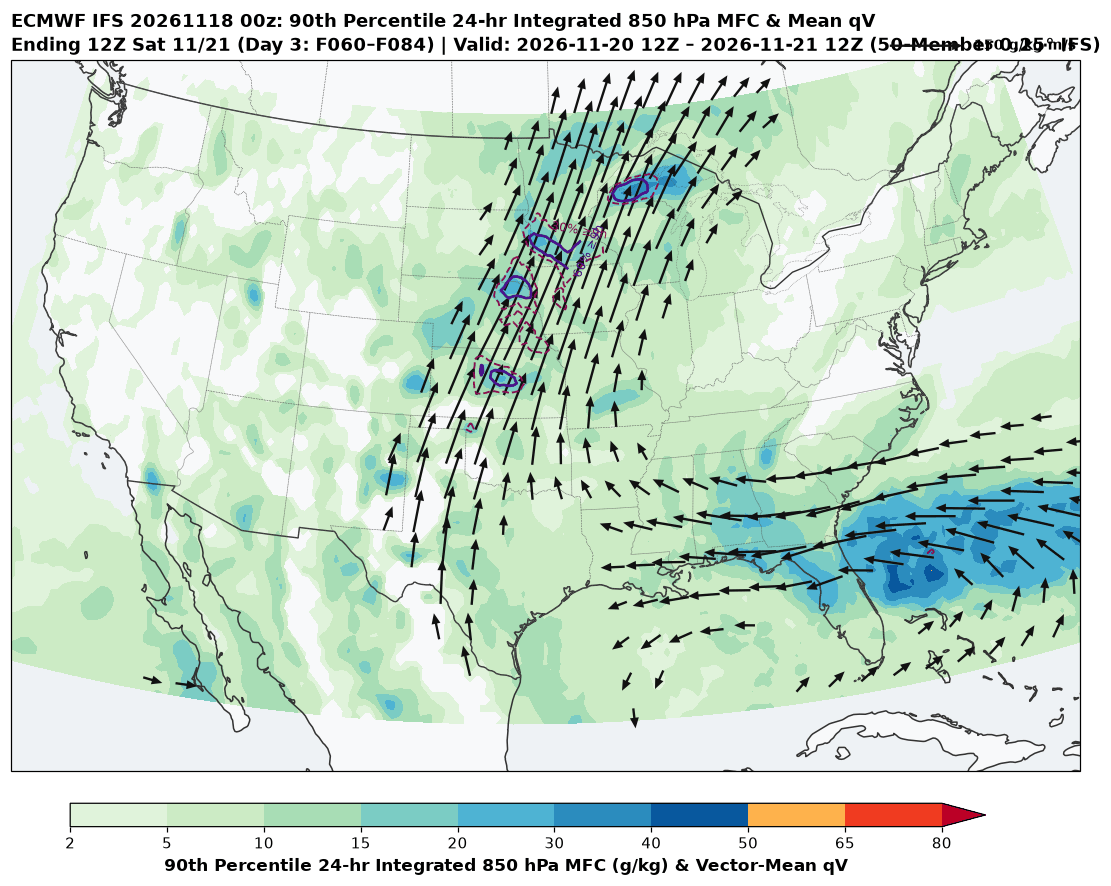 ECMWF IFS 20261118 00z: 90th Percentile 24-hr Integrated 850 hPa MFC & Mean qV
Ending 12Z Sat 11/21 (Day 3: F060–F084) | Valid: 2026-11-20 12Z – 2026-11-21 12Z (50-Member 0.25° IFS)
2 5 10 15 20 30 40 50 65 80
90th Percentile 24-hr Integrated 850 hPa MFC (g/kg) & Vector-Mean qV